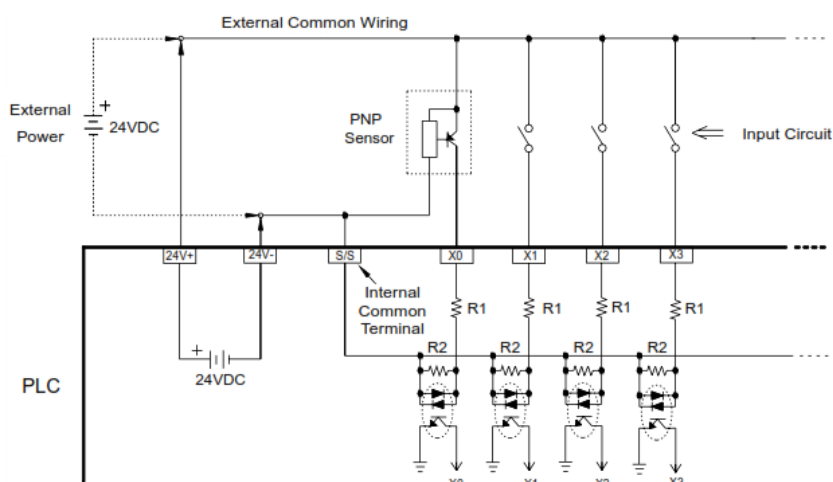 External Common Wiring
External
Power
+
24VDC
PNP
Sensor
Input Circuit
24V+
24V-
S/S
X0
X1
X2
X3
Internal
Common
Terminal
R1
R1
R1
R1
R2
R2
R2
R2
+
24VDC
PLC